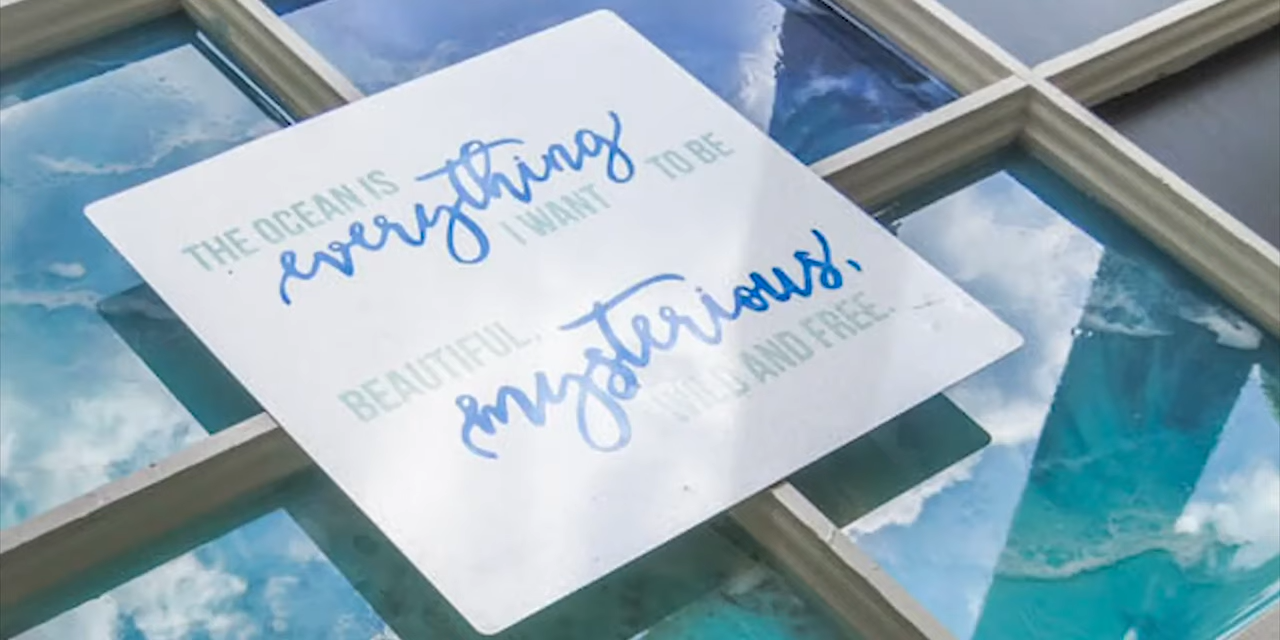 THE OCEAN IS
everything
I WANT TO BE
BEAUTIFUL,
mysterious,
WILD AND FREE.